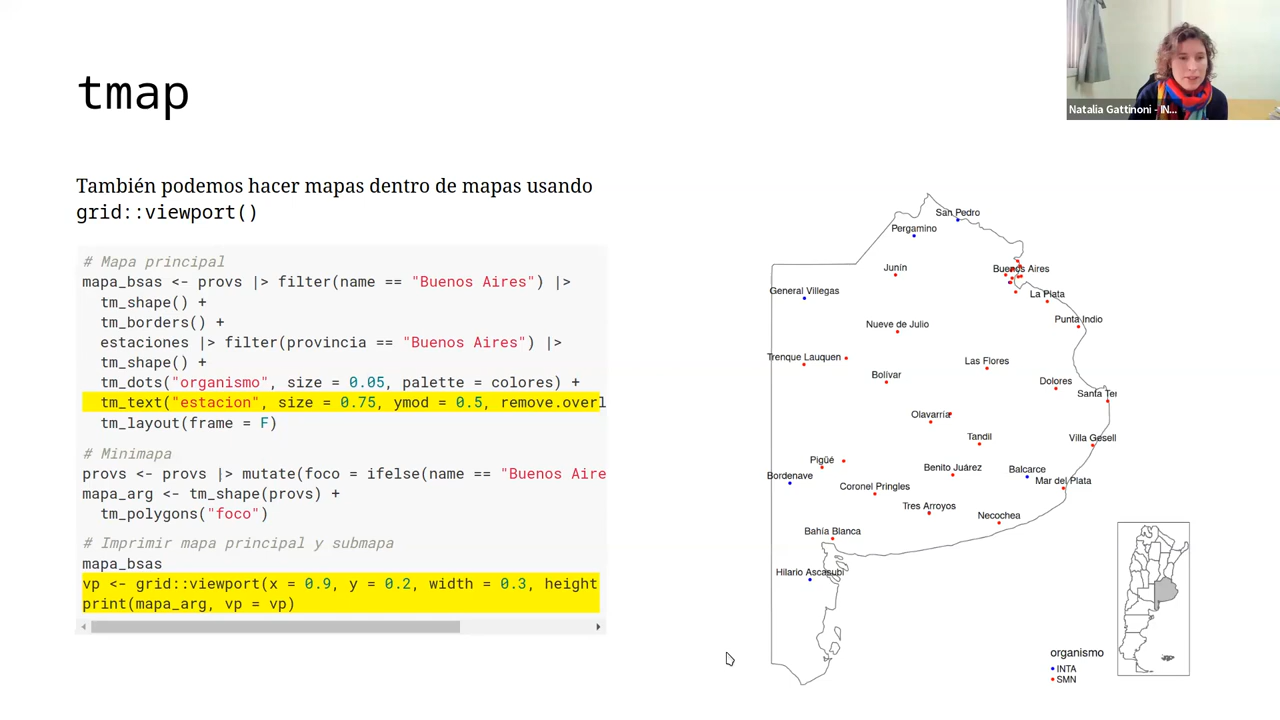 tmap
Natalia Gattinoni - IN...
También podemos hacer mapas dentro de mapas usando
grid::viewport()
# Mapa principal
mapa_bsas <- provs |> filter(name == "Buenos Aires") |>
  tm_shape() +
  tm_borders() +
  estaciones |> filter(provincia == "Buenos Aires") |>
  tm_shape() +
  tm_dots("organismo", size = 0.05, palette = colores) +
  tm_text("estacion", size = 0.75, ymod = 0.5, remove.overl
  tm_layout(frame = F)
# Minimapa
provs <- provs |> mutate(foco = ifelse(name == "Buenos Aire
mapa_arg <- tm_shape(provs) +
  tm_polygons("foco")
# Imprimir mapa principal y submapa
mapa_bsas
vp <- grid::viewport(x = 0.9, y = 0.2, width = 0.3, height
print(mapa_arg, vp = vp)
San Pedro
Pergamino
Junín
Buenos Aires
General Villegas
La Plata
Punta Indio
Nueve de Julio
Trenque Lauquen
Las Flores
Bolívar
Dolores
Santa Te
Olavarría
Tandil
Villa Gesell
Pigüé
Benito Juárez
Balcarce
Bordenave
Mar del Plata
Coronel Pringles
Tres Arroyos
Necochea
Bahía Blanca
Hilario Ascasubi
organismo
INTA
SMN